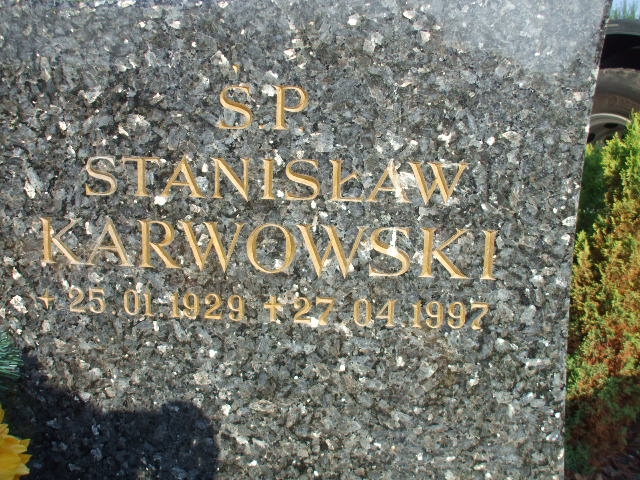 Ś.P.
STANISŁAW
KARWOWSKI
+ 25 01 1929 ✝ 27 04 1997